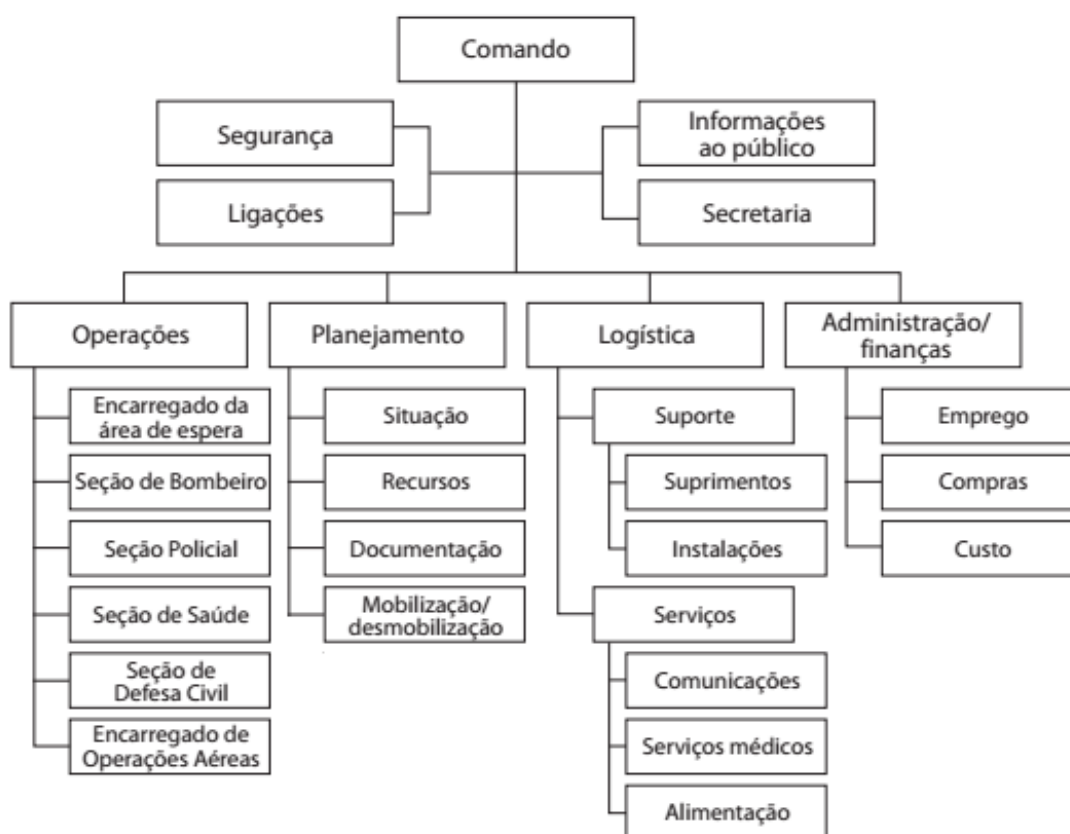 Comando
Segurança
Informações
ao público
Ligações
Secretaria
Operações
Planejamento
Logística
Administração/
finanças
Encarregado da
área de espera
Seção de Bombeiro
Seção Policial
Seção de Saúde
Seção de
Defesa Civil
Encarregado de
Operações Aéreas
Situação
Recursos
Documentação
Mobilização/
desmobilização
Suporte
Suprimentos
Instalações
Serviços
Comunicações
Serviços médicos
Alimentação
Emprego
Compras
Custo